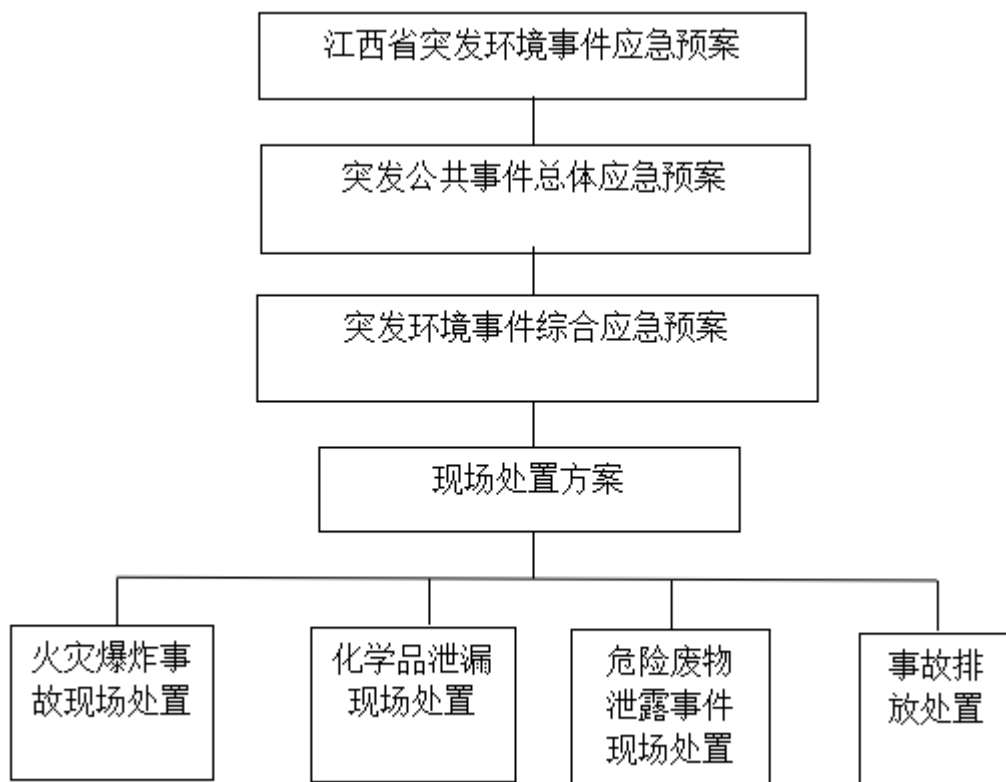 江西省突发环境事件应急预案
突发公共事件总体应急预案
突发环境事件综合应急预案
现场处置方案
火灾爆炸事
故现场处置
化学品泄漏
现场处置
危险废物
泄露事件
现场处置
事故排
放处置